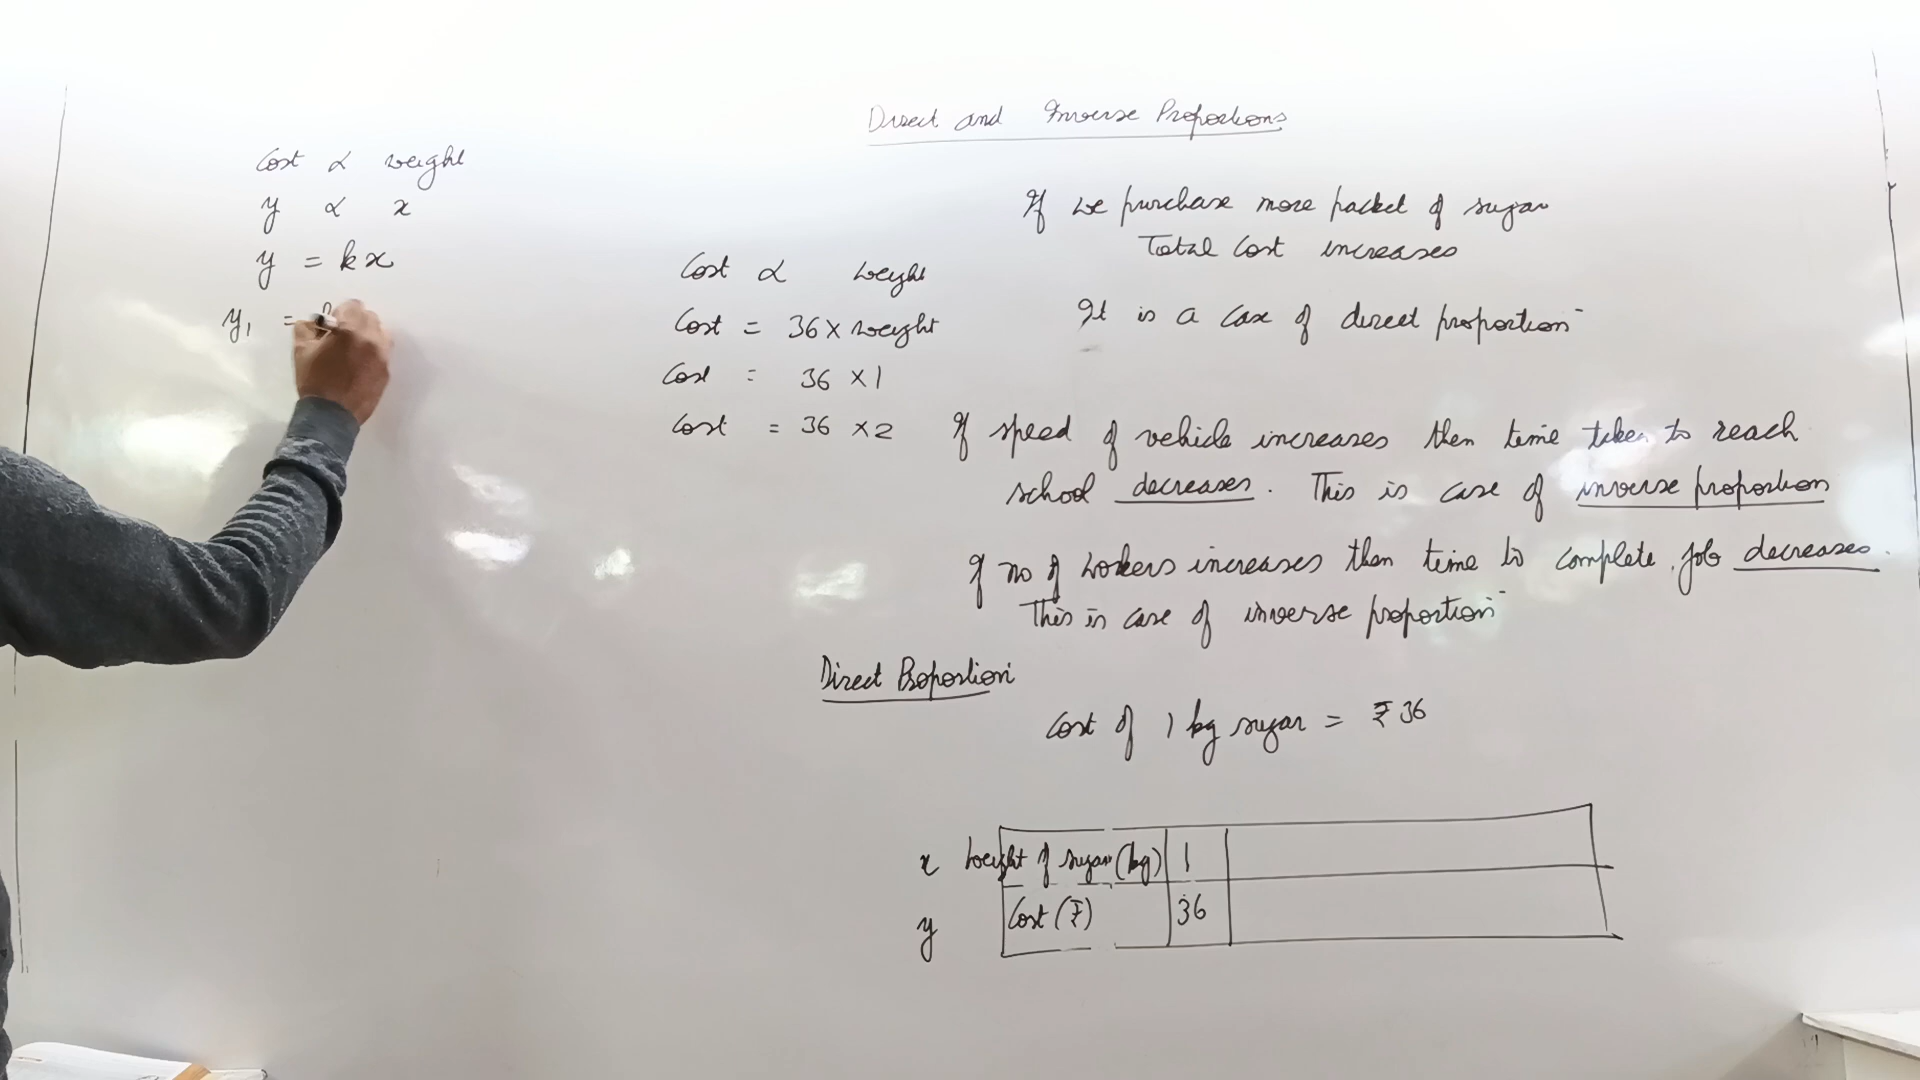 Direct and Inverse Proportions
Cost α weight
y α x
y = kx
y₁ =
Cost α weight
Cost = 36 × weight
Cost = 36 × 1
Cost = 36 × 2
If we purchase more packet of sugar
Total cost increases
It is a case of direct proportion
If speed of vehicle increases then time taken to reach
school decreases. This is case of inverse proportion
If no of workers increases then time to complete job decreases.
This is case of inverse proportion
Direct Proportion
Cost of 1 kg sugar = ₹ 36
x weight of sugar (kg) 1
y Cost (₹) 36